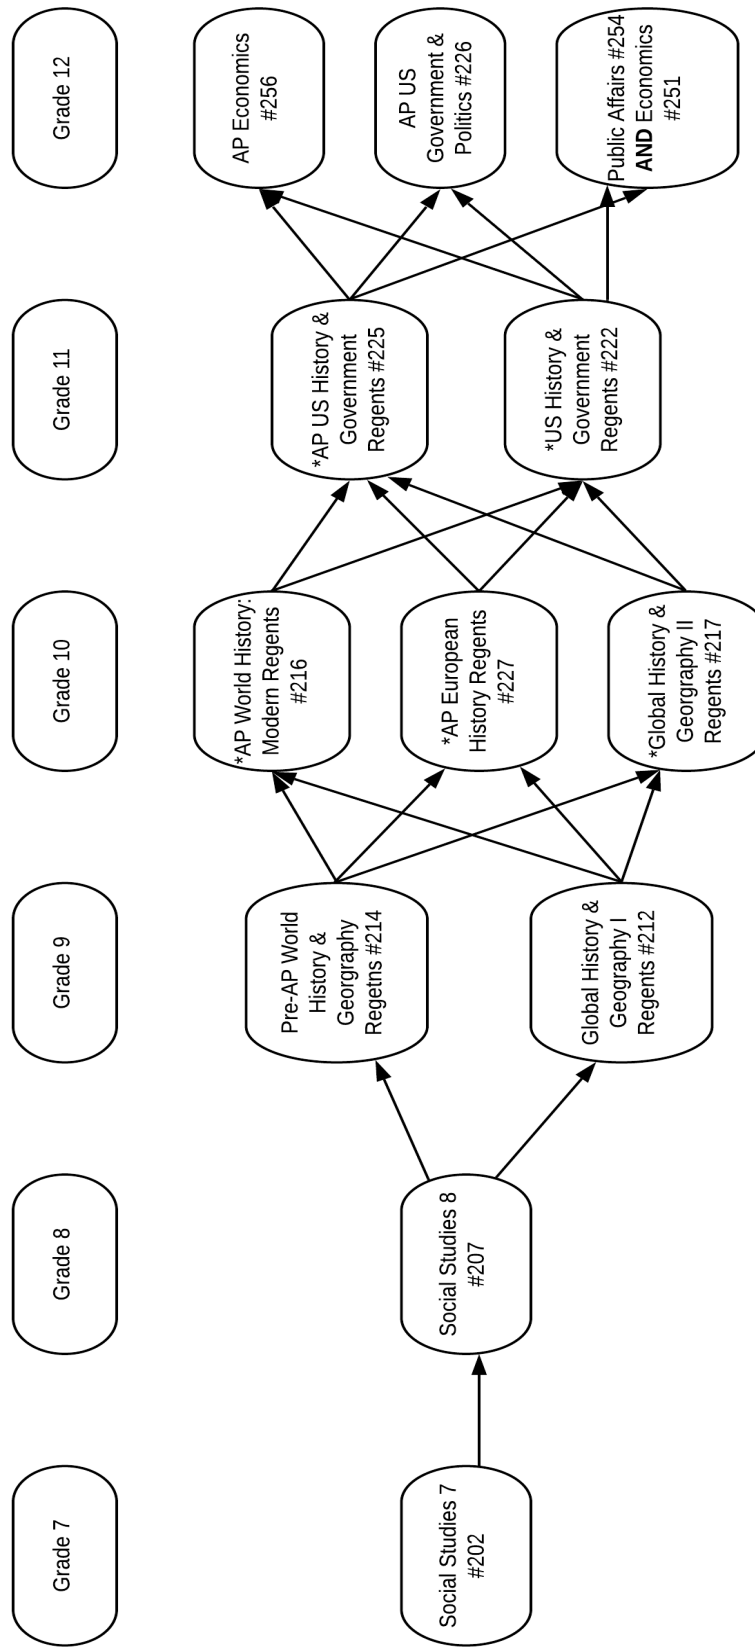 Grade 7
Grade 8
Grade 9
Grade 10
Grade 11
Grade 12
Social Studies 7
#202
Social Studies 8
#207
Pre-AP World
History &
Georgraphy
Regetns #214
Global History &
Geography I
Regents #212
*AP World History:
Modern Regents
#216
*AP European
History Regents
#227
*Global History &
Georgraphy II
Regents #217
*AP US History &
Government
Regents #225
*US History &
Government
Regents #222
AP Economics
#256
AP US
Government &
Politics #226
Public Affairs #254
AND Economics
#251